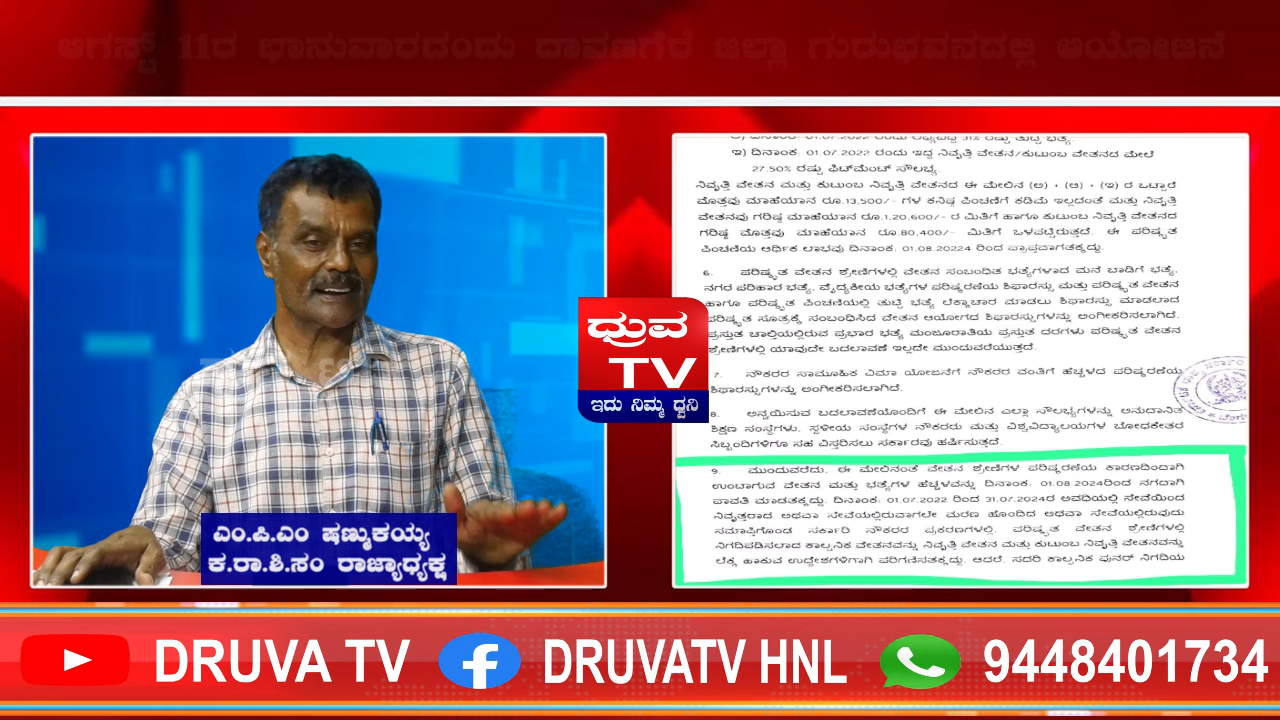 ಆಗಸ್ಟ್ 11ರ ಭಾನುವಾರದಂದು ದಾವಣಗೆರೆ ಜಿಲ್ಲಾ ಗುರುಭವನದಲ್ಲಿ ಆಯೋಜನೆ
ಎಂ.ಪಿ.ಎಂ ಷಣ್ಮುಕಯ್ಯ
ಕ.ರಾ.ಶಿ.ಸಂ ರಾಜ್ಯಾಧ್ಯಕ್ಷ
ಧ್ರುವ
TV
ಇದು ನಿಮ್ಮ ಧ್ವನಿ
ದಿನಾಂಕ: 01.07.2022 ರಂದು ಲಭ್ಯವಿದ್ದ 31% ರಷ್ಟು ತುಟ್ಟಿ ಭತ್ಯೆ.
ಇ) ದಿನಾಂಕ: 01.07.2022 ರಂದು ಇದ್ದ ನಿವೃತ್ತಿ ವೇತನ/ಕುಟುಂಬ ವೇತನದ ಮೇಲೆ
27.50% ರಷ್ಟು ಫಿಟ್‌ಮೆಂಟ್ ಸೌಲಭ್ಯ.
ನಿವೃತ್ತಿ ವೇತನ ಮತ್ತು ಕುಟುಂಬ ನಿವೃತ್ತಿ ವೇತನದ ಈ ಮೇಲಿನ (ಅ) + (ಆ) + (ಇ) ರ ಒಟ್ಟಾರೆ
ಮೊತ್ತವು ಮಾಹೆಯಾನ ರೂ.13,500/- ಗಳ ಕನಿಷ್ಠ ಪಿಂಚಣಿಗೆ ಕಡಿಮೆ ಇಲ್ಲದಂತೆ ಮತ್ತು ನಿವೃತ್ತಿ
ವೇತನವು ಗರಿಷ್ಠ ಮಾಹೆಯಾನ ರೂ.1,20,600/- ರ ಮಿತಿಗೆ ಹಾಗೂ ಕುಟುಂಬ ನಿವೃತ್ತಿ ವೇತನದ
ಗರಿಷ್ಠ ಮೊತ್ತವು ಮಾಹೆಯಾನ ರೂ.80,400/- ಮಿತಿಗೆ ಒಳಪಟ್ಟಿರುತ್ತದೆ. ಈ ಪರಿಷ್ಕೃತ
ಪಿಂಚಣಿಯ ಆರ್ಥಿಕ ಲಾಭವು ದಿನಾಂಕ: 01.08.20224 ರಿಂದ ಪ್ರಾಪ್ತವಾಗತಕ್ಕದ್ದು.
6. ಪರಿಷ್ಕೃತ ವೇತನ ಶ್ರೇಣಿಗಳಲ್ಲಿ ವೇತನ ಸಂಬಂಧಿತ ಭತ್ಯೆಗಳಾದ ಮನೆ ಬಾಡಿಗೆ ಭತ್ಯೆ,
ನಗರ ಪರಿಹಾರ ಭತ್ಯೆ, ವೈದ್ಯಕೀಯ ಭತ್ಯೆಗಳ ಪರಿಷ್ಕರಣೆಯ ಶಿಫಾರಸ್ಸು ಮತ್ತು ಪರಿಷ್ಕೃತ ವೇತನ
ಹಾಗೂ ಪರಿಷ್ಕೃತ ಪಿಂಚಣಿಯಲ್ಲಿ ತುಟ್ಟಿ ಭತ್ಯೆ ಲೆಕ್ಕಾಚಾರ ಮಾಡಲು ಶಿಫಾರಸ್ಸು ಮಾಡಲಾದ
ಪರಿಷ್ಕೃತ ಸೂತ್ರಕ್ಕೆ ಸಂಬಂಧಿಸಿದ ವೇತನ ಆಯೋಗದ ಶಿಫಾರಸ್ಸುಗಳನ್ನು ಅಂಗೀಕರಿಸಲಾಗಿದೆ.
ಪ್ರಸ್ತುತ ಚಾಲ್ತಿಯಲ್ಲಿರುವ ಪ್ರಭಾರ ಭತ್ಯೆ ಮಂಜೂರಾತಿಯ ಪ್ರಸ್ತುತ ದರಗಳು ಪರಿಷ್ಕೃತ ವೇತನ
ಶ್ರೇಣಿಗಳಲ್ಲಿ ಯಾವುದೇ ಬದಲಾವಣೆ ಇಲ್ಲದೇ ಮುಂದುವರೆಯುತ್ತದೆ.
7. ನೌಕರರ ಸಾಮೂಹಿಕ ವಿಮಾ ಯೋಜನೆಗೆ ನೌಕರರ ವಂತಿಗೆ ಹೆಚ್ಚಳದ ಪರಿಷ್ಕರಣೆಯ
ಶಿಫಾರಸ್ಸುಗಳನ್ನು ಅಂಗೀಕರಿಸಲಾಗಿದೆ.
8. ಅನ್ವಯಿಸುವ ಬದಲಾವಣೆಯೊಂದಿಗೆ ಈ ಮೇಲಿನ ಎಲ್ಲಾ ಸೌಲಭ್ಯಗಳನ್ನು ಅನುದಾನಿತ
ಶಿಕ್ಷಣ ಸಂಸ್ಥೆಗಳು, ಸ್ಥಳೀಯ ಸಂಸ್ಥೆಗಳ ನೌಕರರು ಮತ್ತು ವಿಶ್ವವಿದ್ಯಾಲಯಗಳ ಬೋಧಕೇತರ
ಸಿಬ್ಬಂದಿಗಳಿಗೂ ಸಹ ವಿಸ್ತರಿಸಲು ಸರ್ಕಾರವು ಹರ್ಷಿಸುತ್ತದೆ.
9. ಮುಂದುವರೆದು, ಈ ಮೇಲಿನಂತೆ ವೇತನ ಶ್ರೇಣಿಗಳ ಪರಿಷ್ಕರಣೆಯ ಕಾರಣದಿಂದಾಗಿ
ಉಂಟಾಗುವ ವೇತನ ಮತ್ತು ಭತ್ಯೆಗಳ ಹೆಚ್ಚಳವನ್ನು ದಿನಾಂಕ: 01.08.2024ರಿಂದ ನಗದಾಗಿ
ಪಾವತಿ ಮಾಡತಕ್ಕದ್ದು. ದಿನಾಂಕ: 01.07.2022 ರಿಂದ 31.07.2024ರ ಅವಧಿಯಲ್ಲಿ ಸೇವೆಯಿಂದ
ನಿವೃತ್ತರಾದ ಅಥವಾ ಸೇವೆಯಲ್ಲಿರುವಾಗಲೇ ಮರಣ ಹೊಂದಿದ ಅಥವಾ ಸೇವೆಯಲ್ಲಿರುವುದು
ಸಮಾಪ್ತಿಗೊಂಡ ಸರ್ಕಾರಿ ನೌಕರರ ಪ್ರಕರಣಗಳಲ್ಲಿ, ಪರಿಷ್ಕೃತ ವೇತನ ಶ್ರೇಣಿಗಳಲ್ಲಿ
ನಿಗದಿಪಡಿಸಲಾದ ಕಾಲ್ಪನಿಕ ವೇತನವನ್ನು ನಿವೃತ್ತಿ ವೇತನ ಮತ್ತು ಕುಟುಂಬ ನಿವೃತ್ತಿ ವೇತನವನ್ನು
ಲೆಕ್ಕ ಹಾಕುವ ಉದ್ದೇಶಗಳಿಗಾಗಿ ಪರಿಗಣಿಸತಕ್ಕದ್ದು. ಆದರೆ, ಸದರಿ ಕಾಲ್ಪನಿಕ ಪುನರ್ ನಿಗದಿಯ
DRUVA TV DRUVATV HNL 9448401734